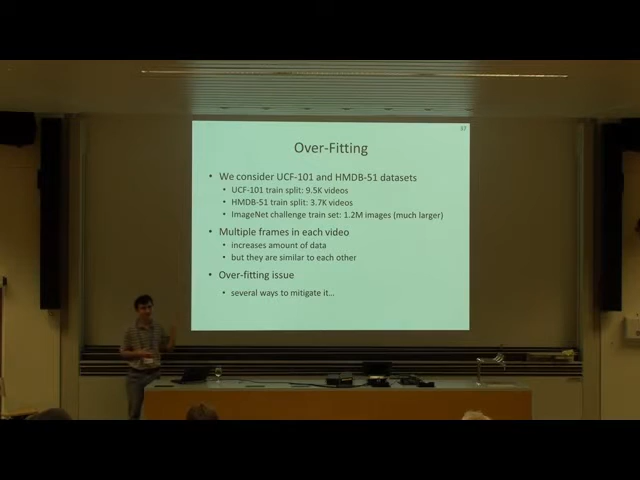 37
Over-Fitting
• We consider UCF-101 and HMDB-51 datasets
• UCF-101 train split: 9.5K videos
• HMDB-51 train split: 3.7K videos
• ImageNet challenge train set: 1.2M images (much larger)
• Multiple frames in each video
• increases amount of data
• but they are similar to each other
• Over-fitting issue
• several ways to mitigate it…